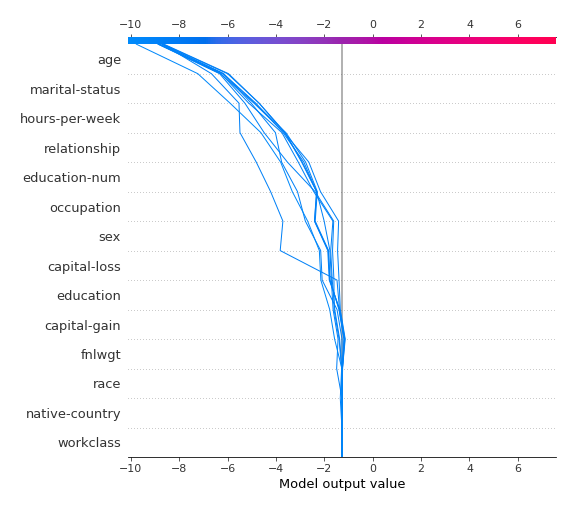 −10 −8 −6 −4 −2 0 2 4 6
age
marital-status
hours-per-week
relationship
education-num
occupation
sex
capital-loss
education
capital-gain
fnlwgt
race
native-country
workclass
−10 −8 −6 −4 −2 0 2 4 6
Model output value